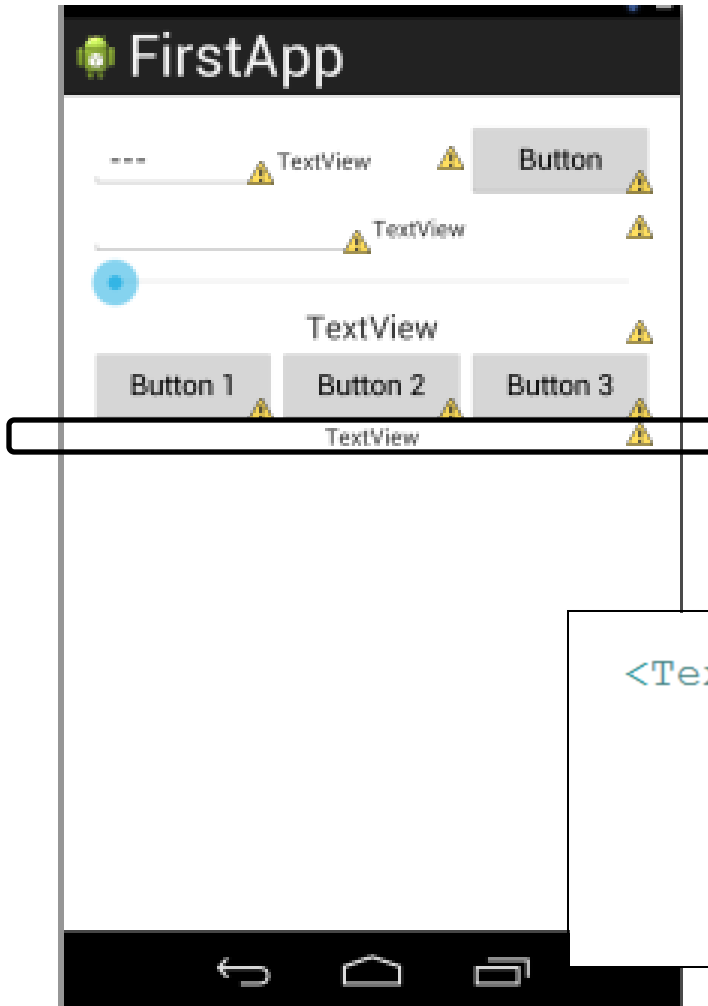 FirstApp
--- TextView Button
TextView
TextView
Button 1 Button 2 Button 3
TextView
<Te